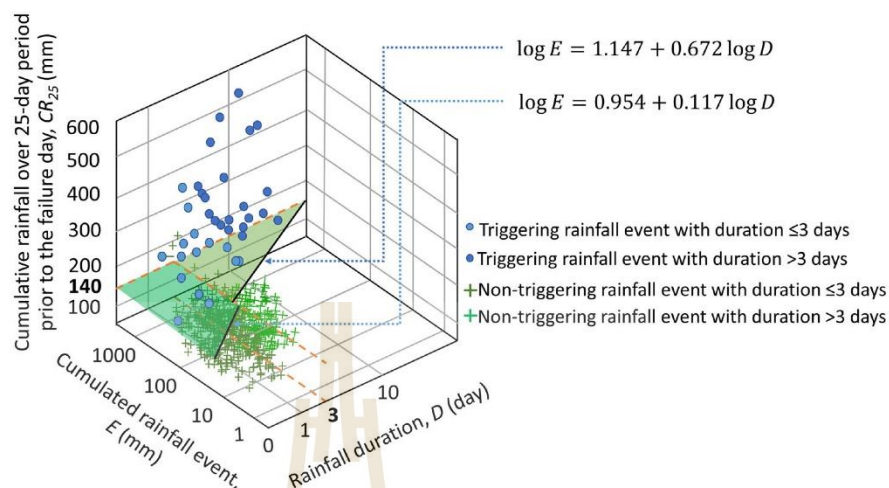 Cumulative rainfall over 25-day period
prior to the failure day, CR₂₅ (mm)
600
500
400
300
200
140
100
1000
100
10
1
0
Cumulated rainfall event,
E (mm)
1
3
10
Rainfall duration, D (day)
log E = 1.147 + 0.672 log D
log E = 0.954 + 0.117 log D
Triggering rainfall event with duration ≤3 days
Triggering rainfall event with duration >3 days
Non-triggering rainfall event with duration ≤3 days
Non-triggering rainfall event with duration >3 days